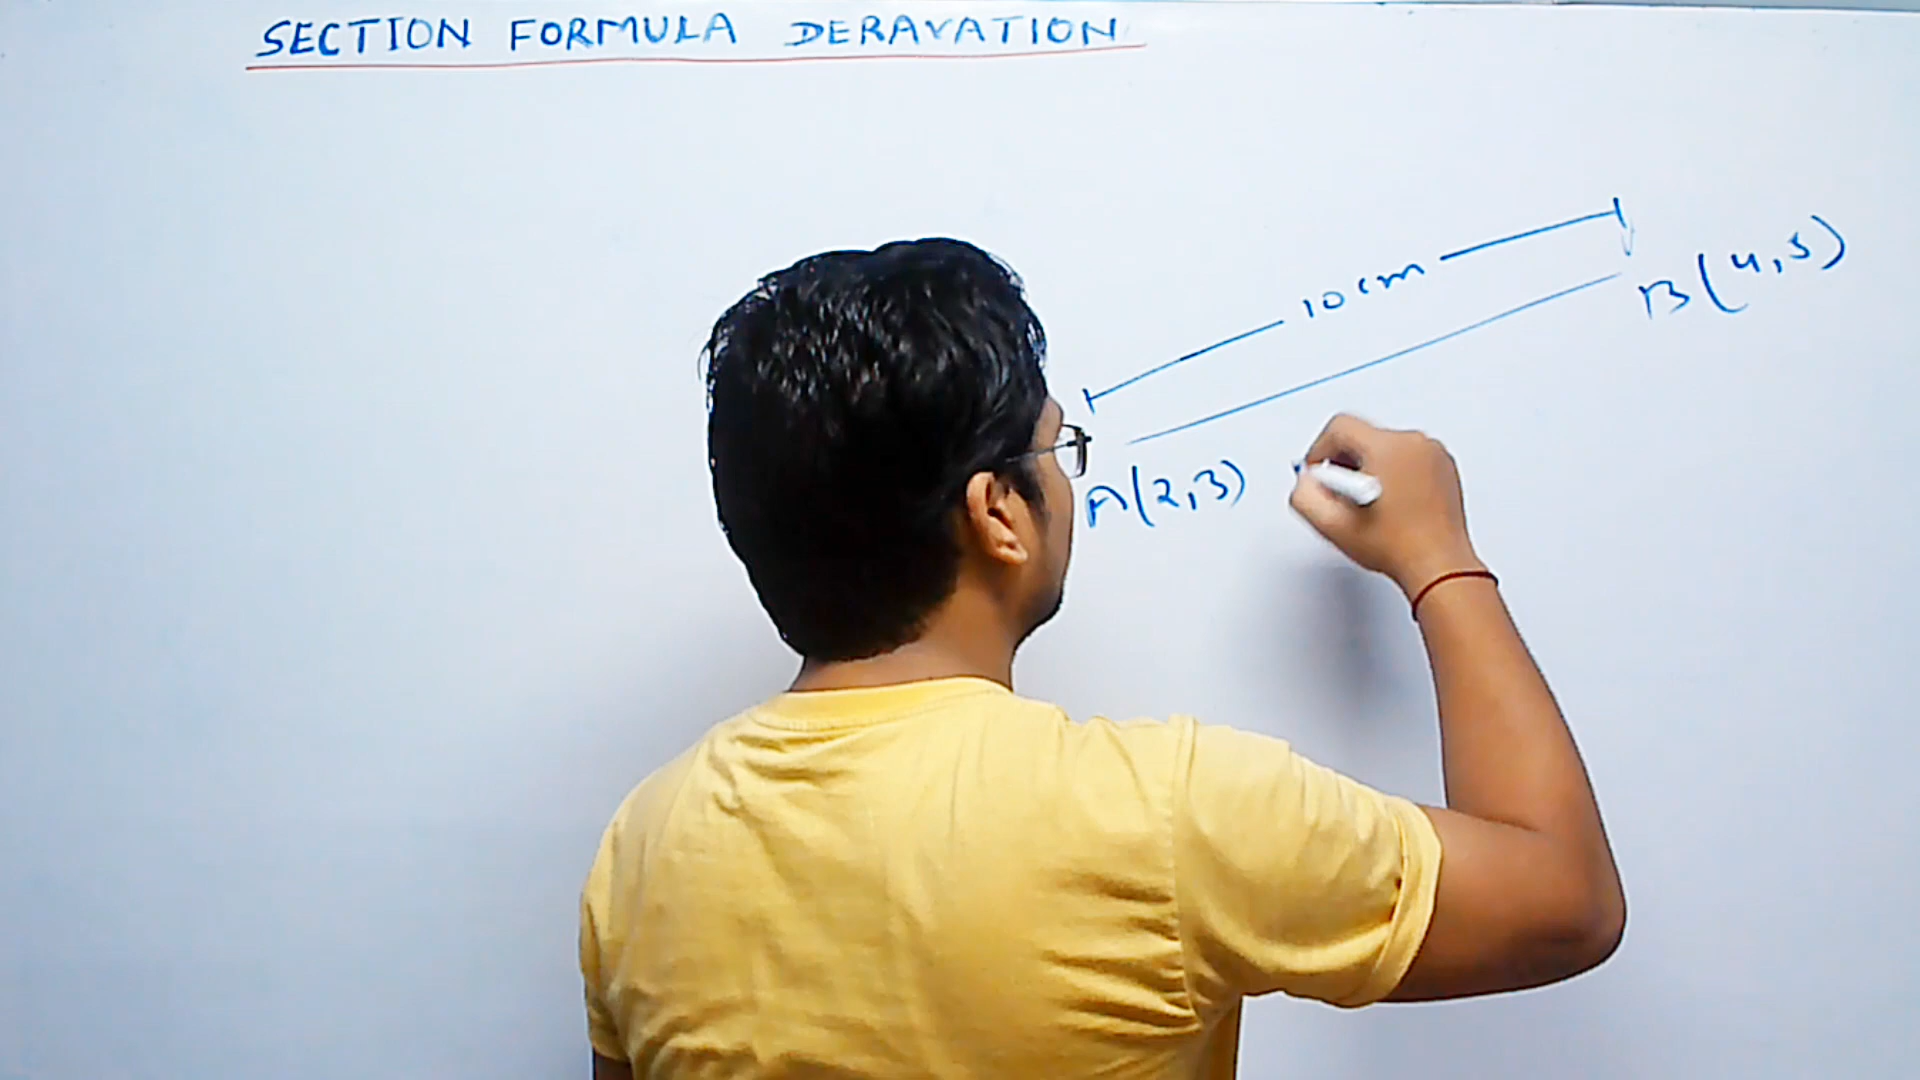 SECTION FORMULA DERAVATION
10cm
B(4,5)
A(2,3)